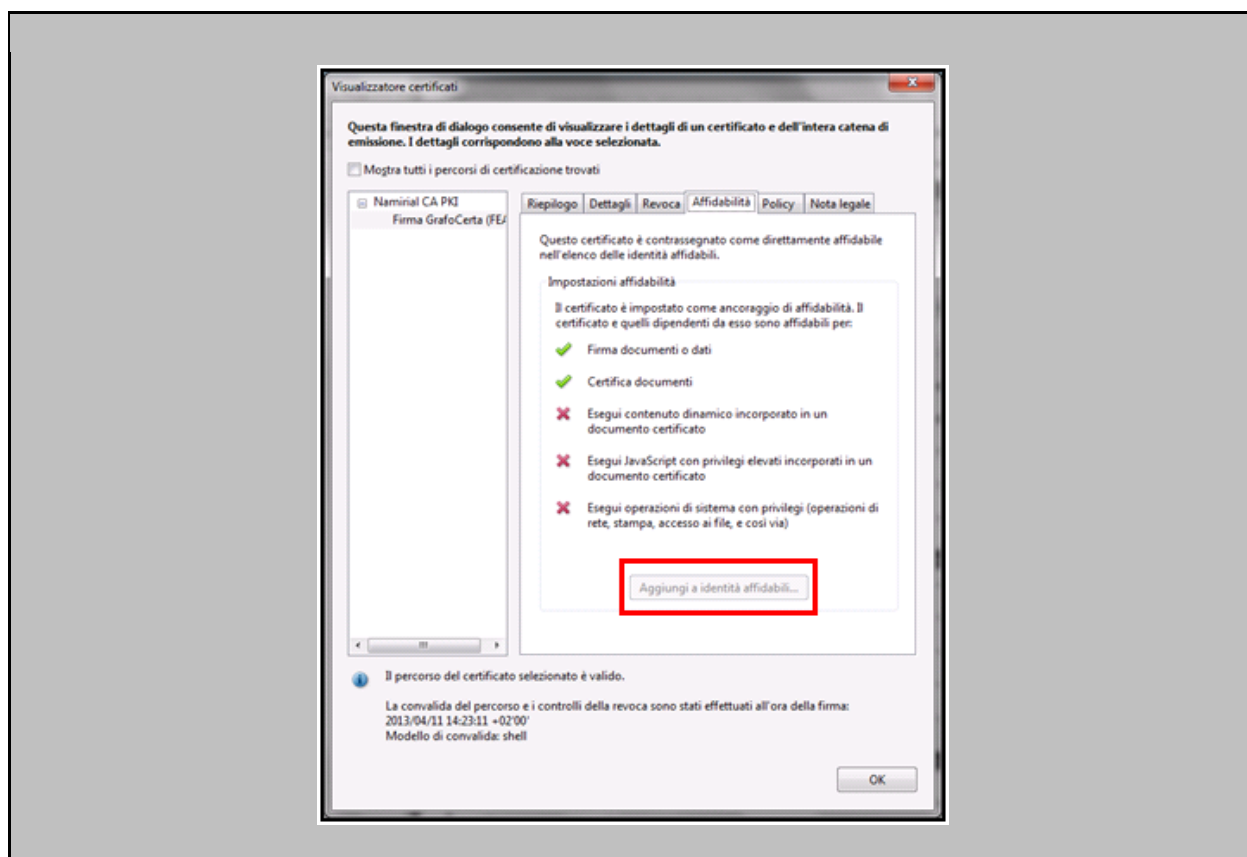 Visualizzatore certificati
Questa finestra di dialogo consente di visualizzare i dettagli di un certificato e dell'intera catena di
emissione. I dettagli corrispondono alla voce selezionata.
Mostra tutti i percorsi di certificazione trovati
Namirial CA PKI
Firma GrafoCerta (FEA
Riepilogo Dettagli Revoca Affidabilità Policy Nota legale
Questo certificato è contrassegnato come direttamente affidabile
nell'elenco delle identità affidabili.
Impostazioni affidabilità
Il certificato è impostato come ancoraggio di affidabilità. Il
certificato e quelli dipendenti da esso sono affidabili per:
Firma documenti o dati
Certifica documenti
Esegui contenuto dinamico incorporato in un
documento certificato
Esegui JavaScript con privilegi elevati incorporati in un
documento certificato
Esegui operazioni di sistema con privilegi (operazioni di
rete, stampa, accesso ai file, e così via)
Aggiungi a identità affidabili...
Il percorso del certificato selezionato è valido.
La convalida del percorso e i controlli della revoca sono stati effettuati all'ora della firma:
2013/04/11 14:23:11 +02'00'
Modello di convalida: shell
OK